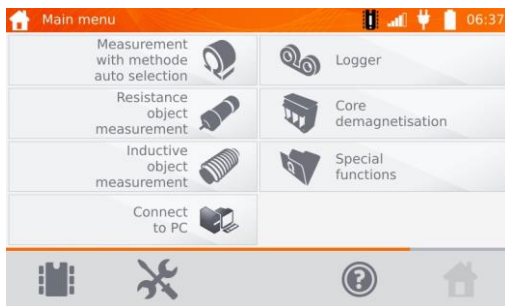 Main menu
06:37
Measurement
with methode
auto selection
Logger
Resistance
object
measurement
Core
demagnetisation
Inductive
object
measurement
Special
functions
Connect
to PC